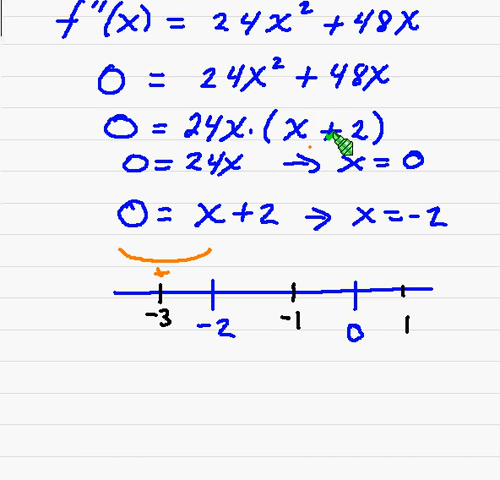 f''(x) = 24x² + 48x
0 = 24x² + 48x
0 = 24x·(x + 2)
0 = 24x → x = 0
0 = x + 2 → x = -2
+
-3 -2 -1 0 1